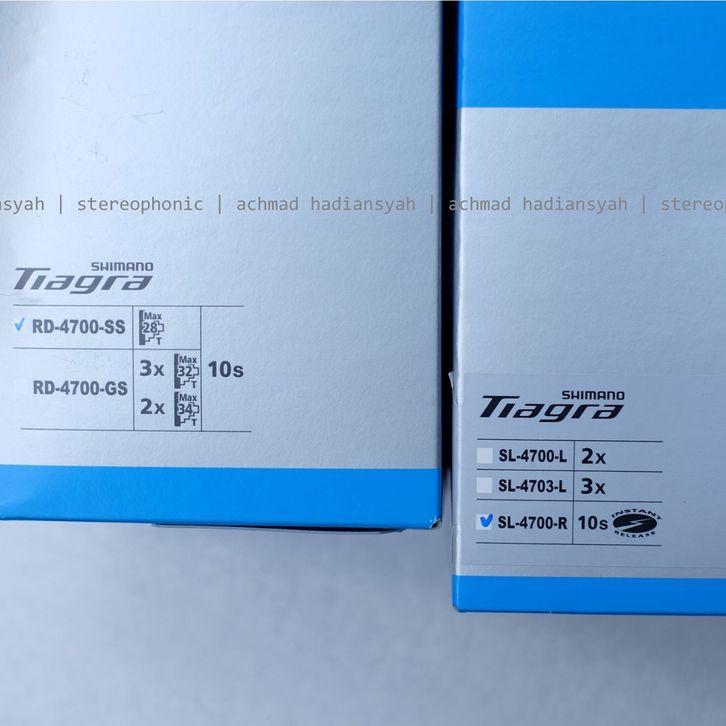 nsyah | stereophonic | achmad hadiansyah | achmad hadiansyah | stereo
SHIMANO
Tiagra
RD-4700-SS Max 28 T
RD-4700-GS 3x Max 32 T 10s
2x Max 34 T
SHIMANO
Tiagra
SL-4700-L 2x
SL-4703-L 3x
SL-4700-R 10s INSTANT RELEASE